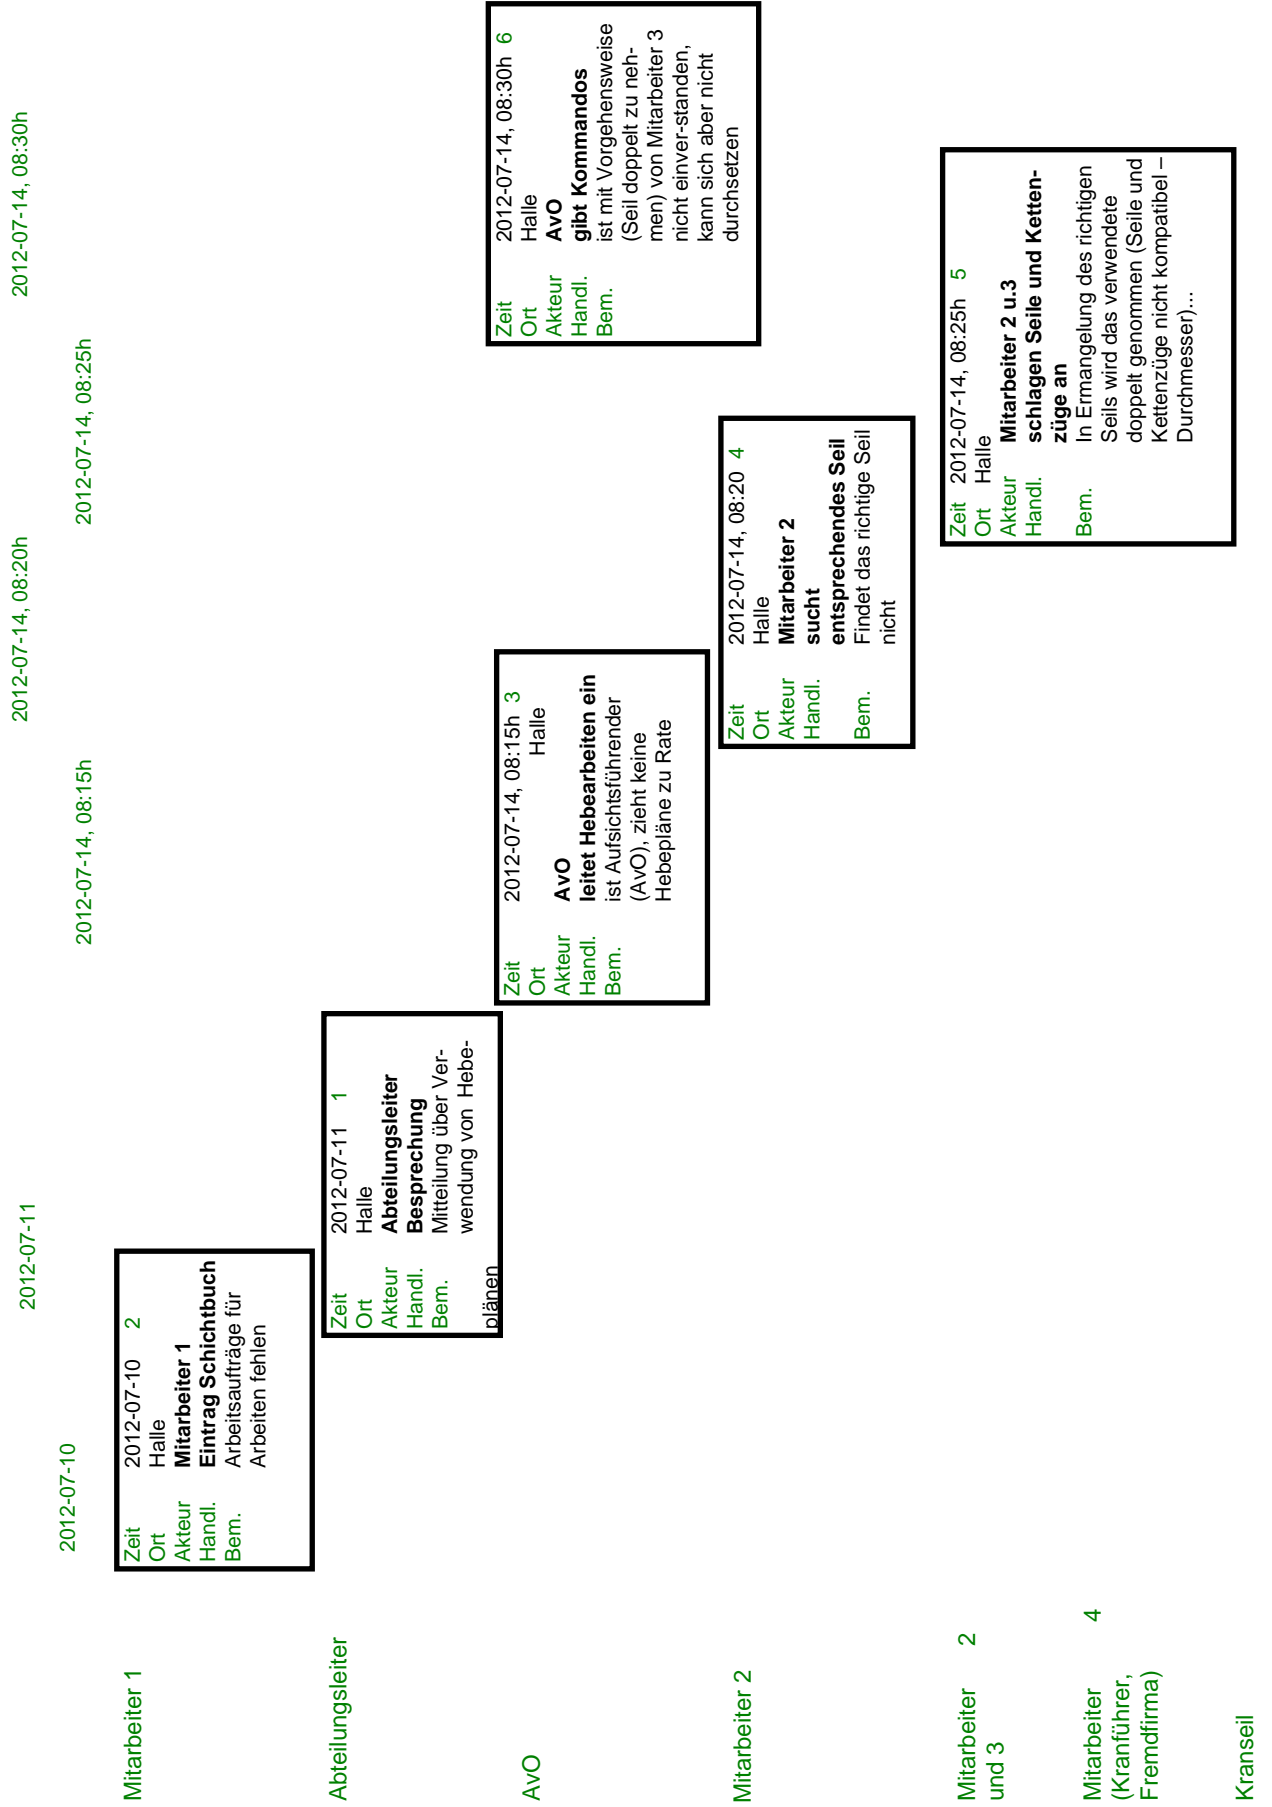 2012-07-10
2012-07-11
2012-07-14, 08:15h
2012-07-14, 08:20h
2012-07-14, 08:25h
2012-07-14, 08:30h
Mitarbeiter 1
Zeit 2012-07-10 2
Ort Halle
Akteur Mitarbeiter 1
Handl. Eintrag Schichtbuch
Bem. Arbeitsaufträge für
Arbeiten fehlen
Abteilungsleiter
Zeit 2012-07-11 1
Ort Halle
Akteur Abteilungsleiter
Handl. Besprechung
Bem. Mitteilung über Ver-
wendung von Hebe-
plänen
AvO
Zeit 2012-07-14, 08:15h 3
Ort Halle
Akteur AvO
Handl. leitet Hebearbeiten ein
Bem. ist Aufsichtsführender
(AvO), zieht keine
Hebepläne zu Rate
Zeit 2012-07-14, 08:30h 6
Ort Halle
Akteur AvO
Handl. gibt Kommandos
Bem. ist mit Vorgehensweise
(Seil doppelt zu neh-
men) von Mitarbeiter 3
nicht einver-standen,
kann sich aber nicht
durchsetzen
Mitarbeiter 2
Zeit 2012-07-14, 08:20 4
Ort Halle
Akteur Mitarbeiter 2
Handl. sucht
entsprechendes Seil
Bem. Findet das richtige Seil
nicht
Mitarbeiter 2
und 3
Zeit 2012-07-14, 08:25h 5
Ort Halle
Akteur Mitarbeiter 2 u.3
Handl. schlagen Seile und Ketten-
züge an
Bem. In Ermangelung des richtigen
Seils wird das verwendete
doppelt genommen (Seile und
Kettenzüge nicht kompatibel –
Durchmesser)...
Mitarbeiter 4
(Kranführer,
Fremdfirma)
Kranseil